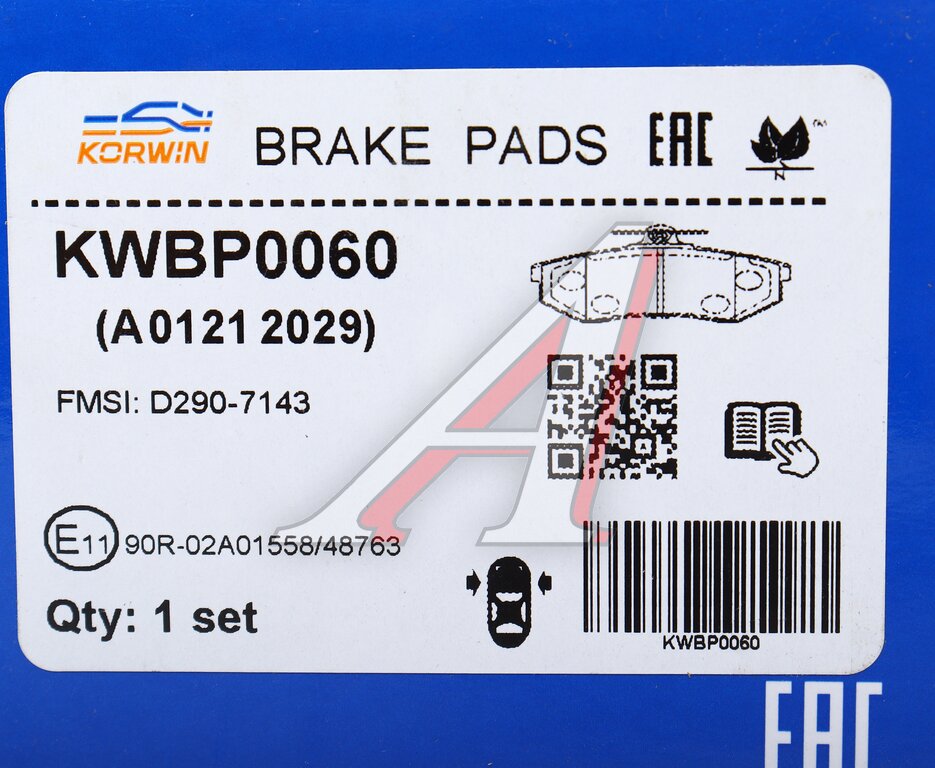 KORWIN
BRAKE PADS
EAC
TM
N
KWBP0060
(A0121 2029)
FMSI: D290-7143
E11 90R-02A01558/48763
Qty: 1 set
KWBP0060
EAC